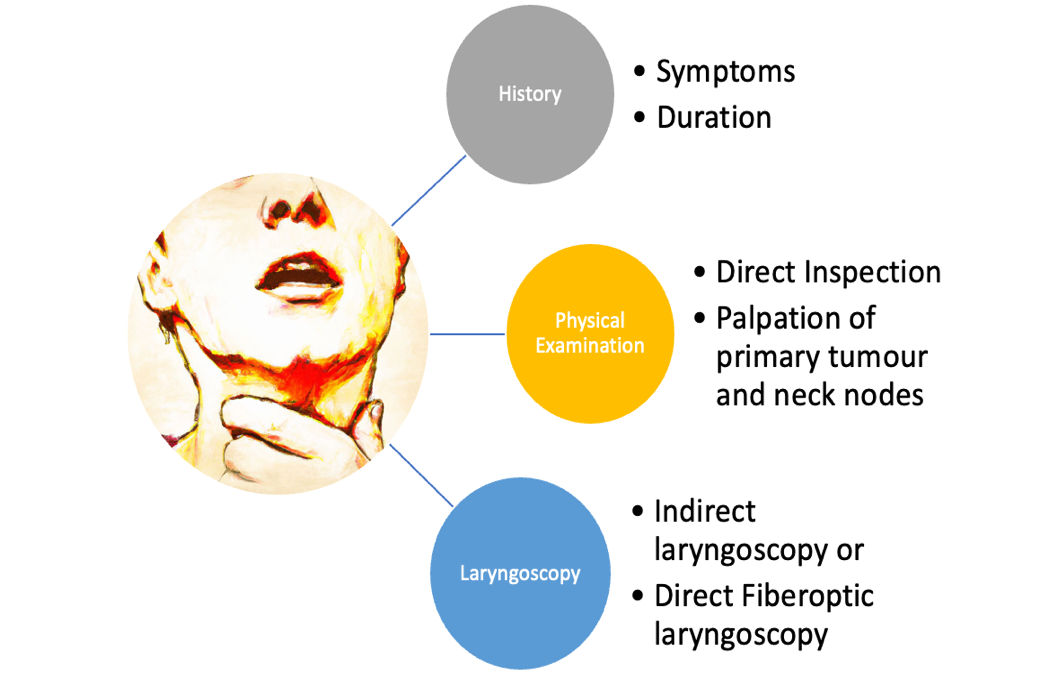 History
• Symptoms
• Duration
Physical
Examination
• Direct Inspection
• Palpation of
primary tumour
and neck nodes
Laryngoscopy
• Indirect
laryngoscopy or
• Direct Fiberoptic
laryngoscopy